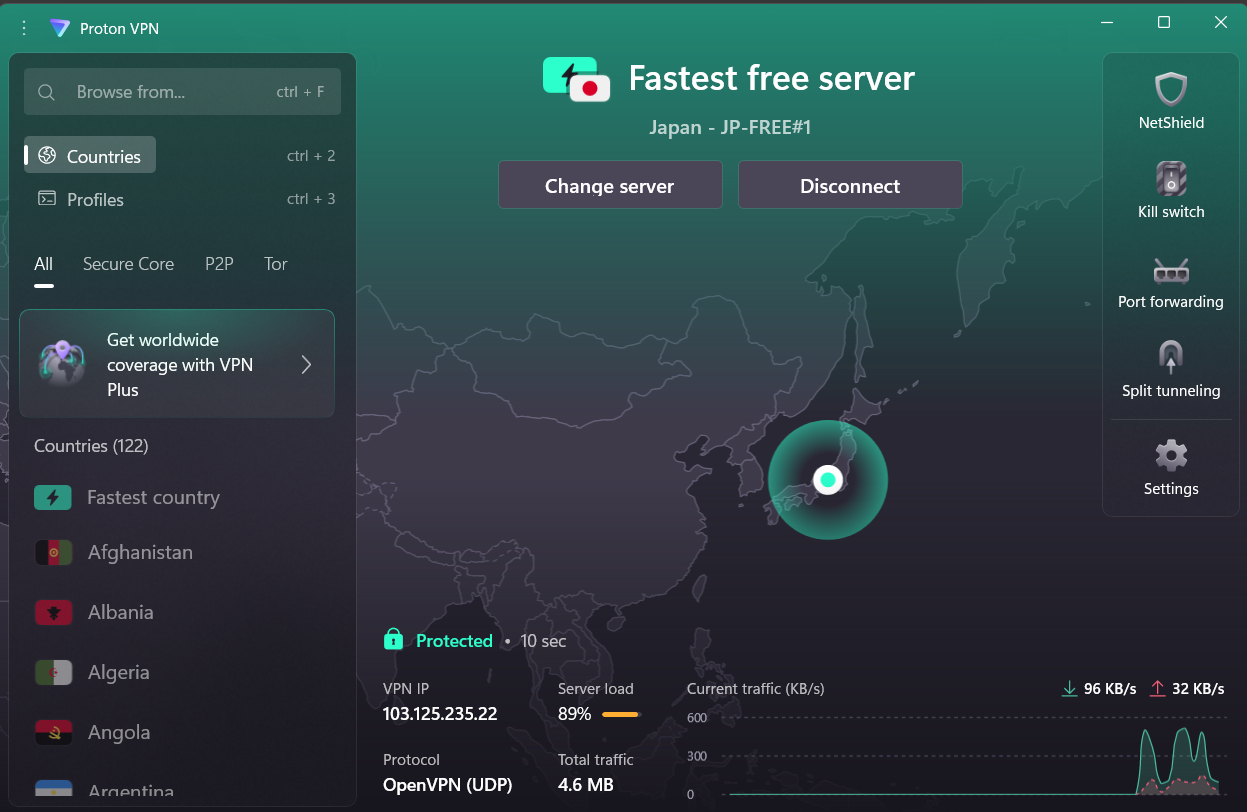 Proton VPN
Browse from...
ctrl + F
Countries
ctrl + 2
Profiles
ctrl + 3
All
Secure Core
P2P
Tor
Get worldwide
coverage with VPN
Plus
Countries (122)
Fastest country
Afghanistan
Albania
Algeria
Angola
Argentina
Fastest free server
Japan - JP-FREE#1
Change server
Disconnect
Protected • 10 sec
VPN IP
103.125.235.22
Server load
89%
Protocol
OpenVPN (UDP)
Total traffic
4.6 MB
Current traffic (KB/s)
96 KB/s
32 KB/s
600
300
0
NetShield
Kill switch
Port forwarding
Split tunneling
Settings